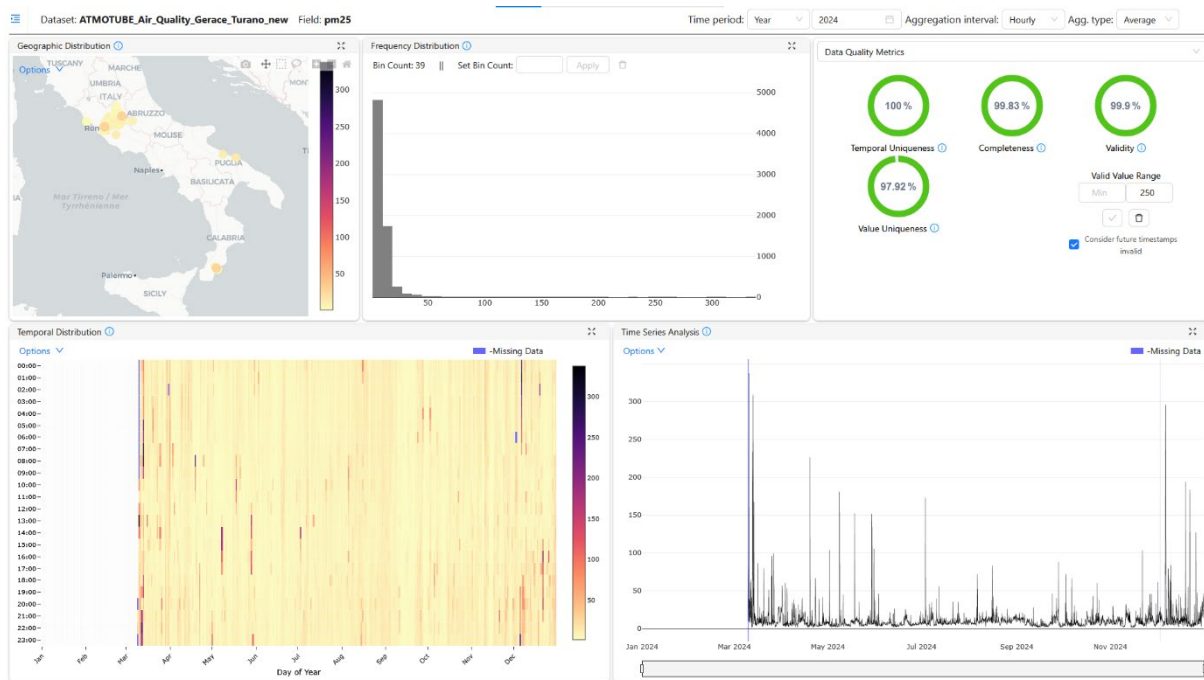 Dataset: ATMOTUBE_Air_Quality_Gerace_Turano_new Field: pm25
Time period: Year 2024 Aggregation interval: Hourly Agg. type: Average
Geographic Distribution
Options
TUSCANY
MARCHE
UMBRIA
ITALY
ABRUZZO
MOLISE
PUGLIA
Naples
BASILICATA
Mar Tirreno / Mer
Tyrrhénienne
CALABRIA
Palermo
SICILY
300
250
200
150
100
50
Frequency Distribution
Bin Count: 39 || Set Bin Count: Apply
5000
4000
3000
2000
1000
0
50 100 150 200 250 300
Data Quality Metrics
100 %
99.83 %
99.9 %
Temporal Uniqueness
Completeness
Validity
97.92 %
Value Uniqueness
Valid Value Range
Min 250
Consider future timestamps
invalid
Temporal Distribution
Options
-Missing Data
00:00
01:00
02:00
03:00
04:00
05:00
06:00
07:00
08:00
09:00
10:00
11:00
12:00
13:00
14:00
15:00
16:00
17:00
18:00
19:00
20:00
21:00
22:00
23:00
Jan Feb Mar Apr May Jun Jul Aug Sep Oct Nov Dec
Day of Year
300
250
200
150
100
50
Time Series Analysis
Options
-Missing Data
300
250
200
150
100
50
0
Jan 2024 Mar 2024 May 2024 Jul 2024 Sep 2024 Nov 2024